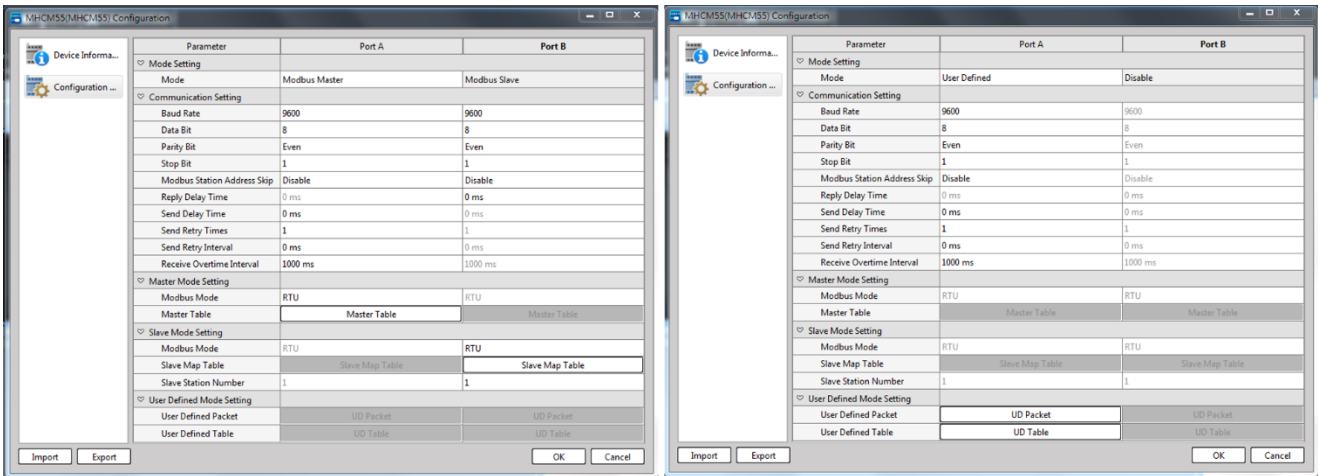 MHCM55(MHCM55) Configuration
Device Informa...
Configuration ...
Parameter Port A Port B
Mode Setting
Mode Modbus Master Modbus Slave
Communication Setting
Baud Rate 9600 9600
Data Bit 8 8
Parity Bit Even Even
Stop Bit 1 1
Modbus Station Address Skip Disable Disable
Reply Delay Time 0 ms 0 ms
Send Delay Time 0 ms 0 ms
Send Retry Times 1 1
Send Retry Interval 0 ms 0 ms
Receive Overtime Interval 1000 ms 1000 ms
Master Mode Setting
Modbus Mode RTU RTU
Master Table Master Table Master Table
Slave Mode Setting
Modbus Mode RTU RTU
Slave Map Table Slave Map Table Slave Map Table
Slave Station Number 1 1
User Defined Mode Setting
User Defined Packet UD Packet UD Packet
User Defined Table UD Table UD Table
Import Export OK Cancel
MHCM55(MHCM55) Configuration
Device Informa...
Configuration ...
Parameter Port A Port B
Mode Setting
Mode User Defined Disable
Communication Setting
Baud Rate 9600 9600
Data Bit 8 8
Parity Bit Even Even
Stop Bit 1 1
Modbus Station Address Skip Disable Disable
Reply Delay Time 0 ms 0 ms
Send Delay Time 0 ms 0 ms
Send Retry Times 1 1
Send Retry Interval 0 ms 0 ms
Receive Overtime Interval 1000 ms 1000 ms
Master Mode Setting
Modbus Mode RTU RTU
Master Table Master Table Master Table
Slave Mode Setting
Modbus Mode RTU RTU
Slave Map Table Slave Map Table Slave Map Table
Slave Station Number 1 1
User Defined Mode Setting
User Defined Packet UD Packet UD Packet
User Defined Table UD Table UD Table
Import Export OK Cancel